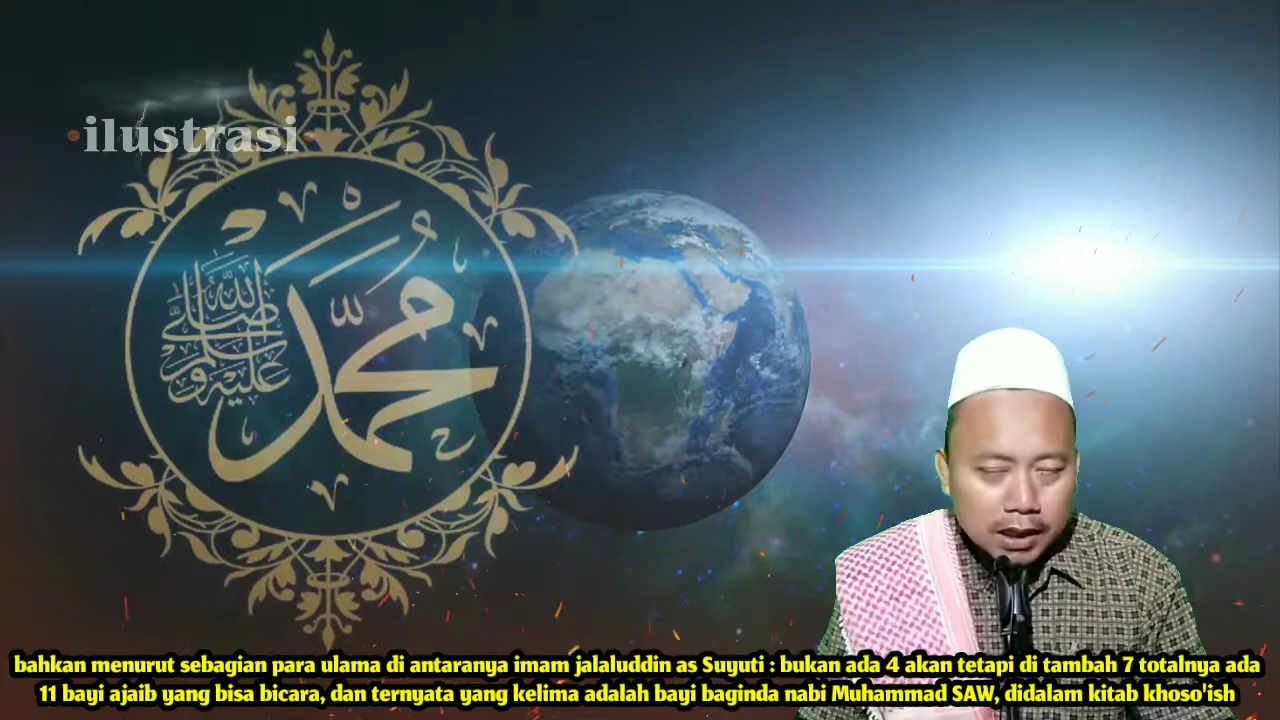 •ilustrasi•
محمد
صلى الله عليه وسلم
bahkan menurut sebagian para ulama di antaranya imam jalaluddin as Suyuti : bukan ada 4 akan tetapi di tambah 7 totalnya ada
11 bayi ajaib yang bisa bicara, dan ternyata yang kelima adalah bayi baginda nabi Muhammad SAW, didalam kitab khoso'ish